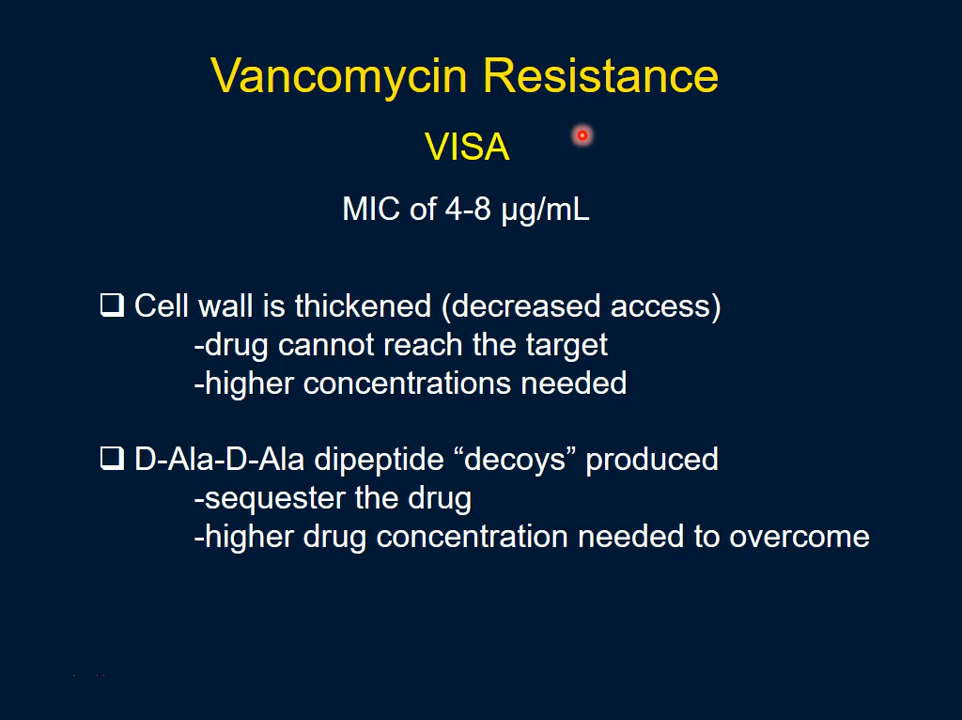 Vancomycin Resistance
VISA
MIC of 4-8 µg/mL
❑ Cell wall is thickened (decreased access)
-drug cannot reach the target
-higher concentrations needed
❑ D-Ala-D-Ala dipeptide “decoys” produced
-sequester the drug
-higher drug concentration needed to overcome